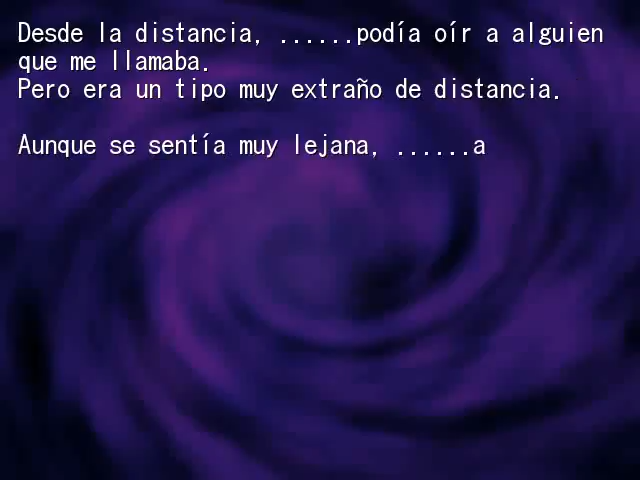 Desde la distancia, ......podía oír a alguien
que me llamaba.
Pero era un tipo muy extraño de distancia.
Aunque se sentía muy lejana, ......a